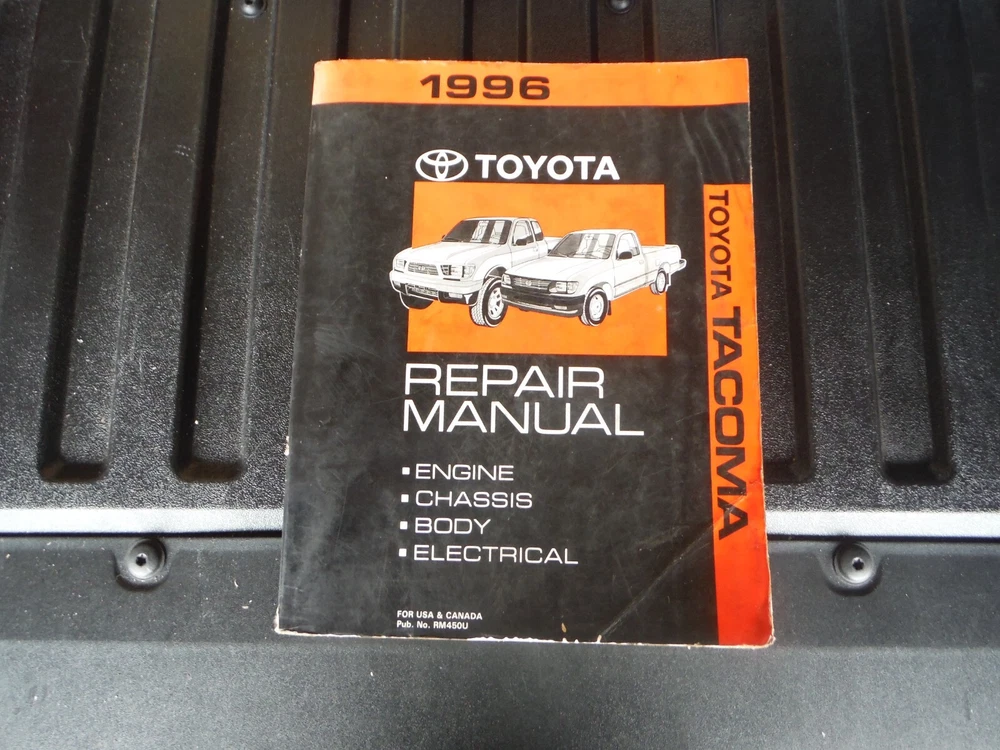 1996
TOYOTA
TOYOTA TACOMA
REPAIR
MANUAL
▪ ENGINE
▪ CHASSIS
▪ BODY
▪ ELECTRICAL
FOR USA & CANADA
Pub. No. RM450U